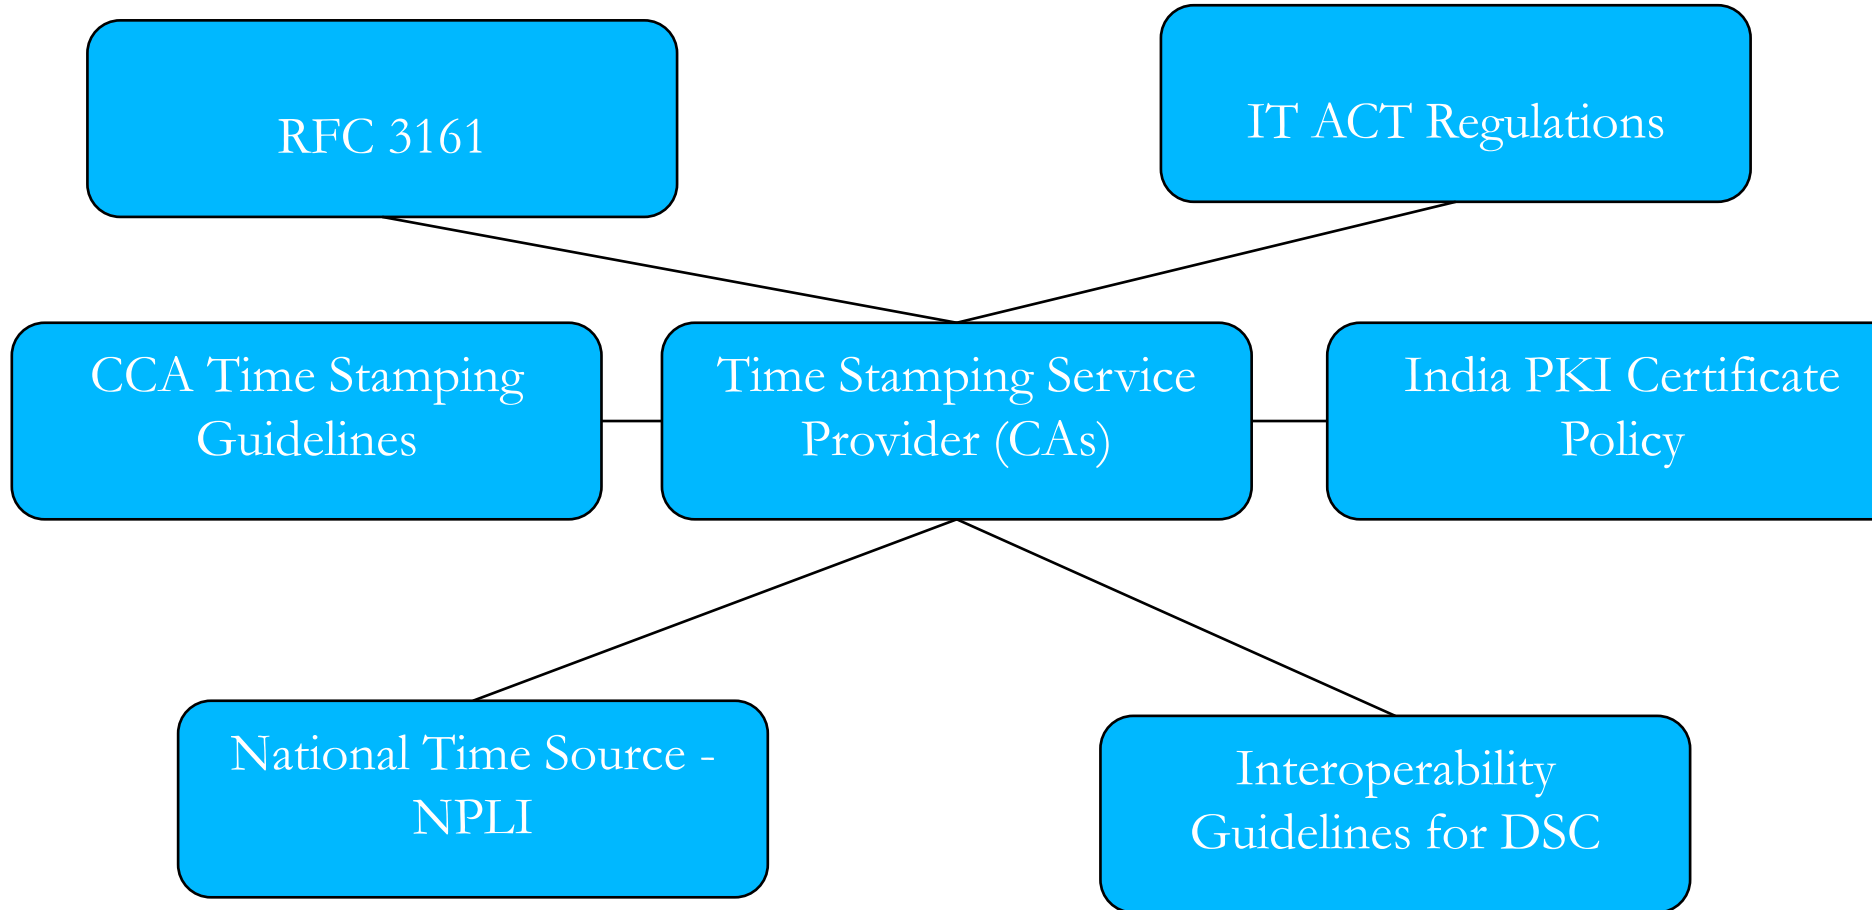 RFC 3161
IT ACT Regulations
CCA Time Stamping
Guidelines
Time Stamping Service
Provider (CAs)
India PKI Certificate
Policy
National Time Source -
NPLI
Interoperability
Guidelines for DSC